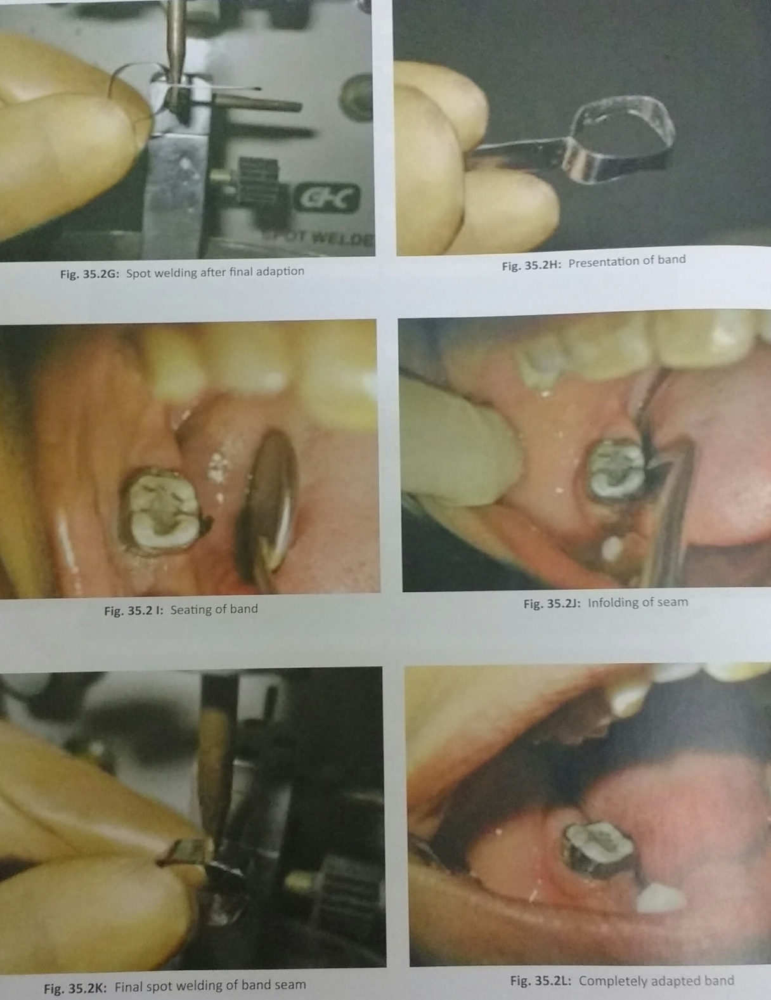 GHC
SPOT WELDE
Fig. 35.2G: Spot welding after final adaption
Fig. 35.2H: Presentation of band
Fig. 35.2 I: Seating of band
Fig. 35.2J: Infolding of seam
Fig. 35.2K: Final spot welding of band seam
Fig. 35.2L: Completely adapted band